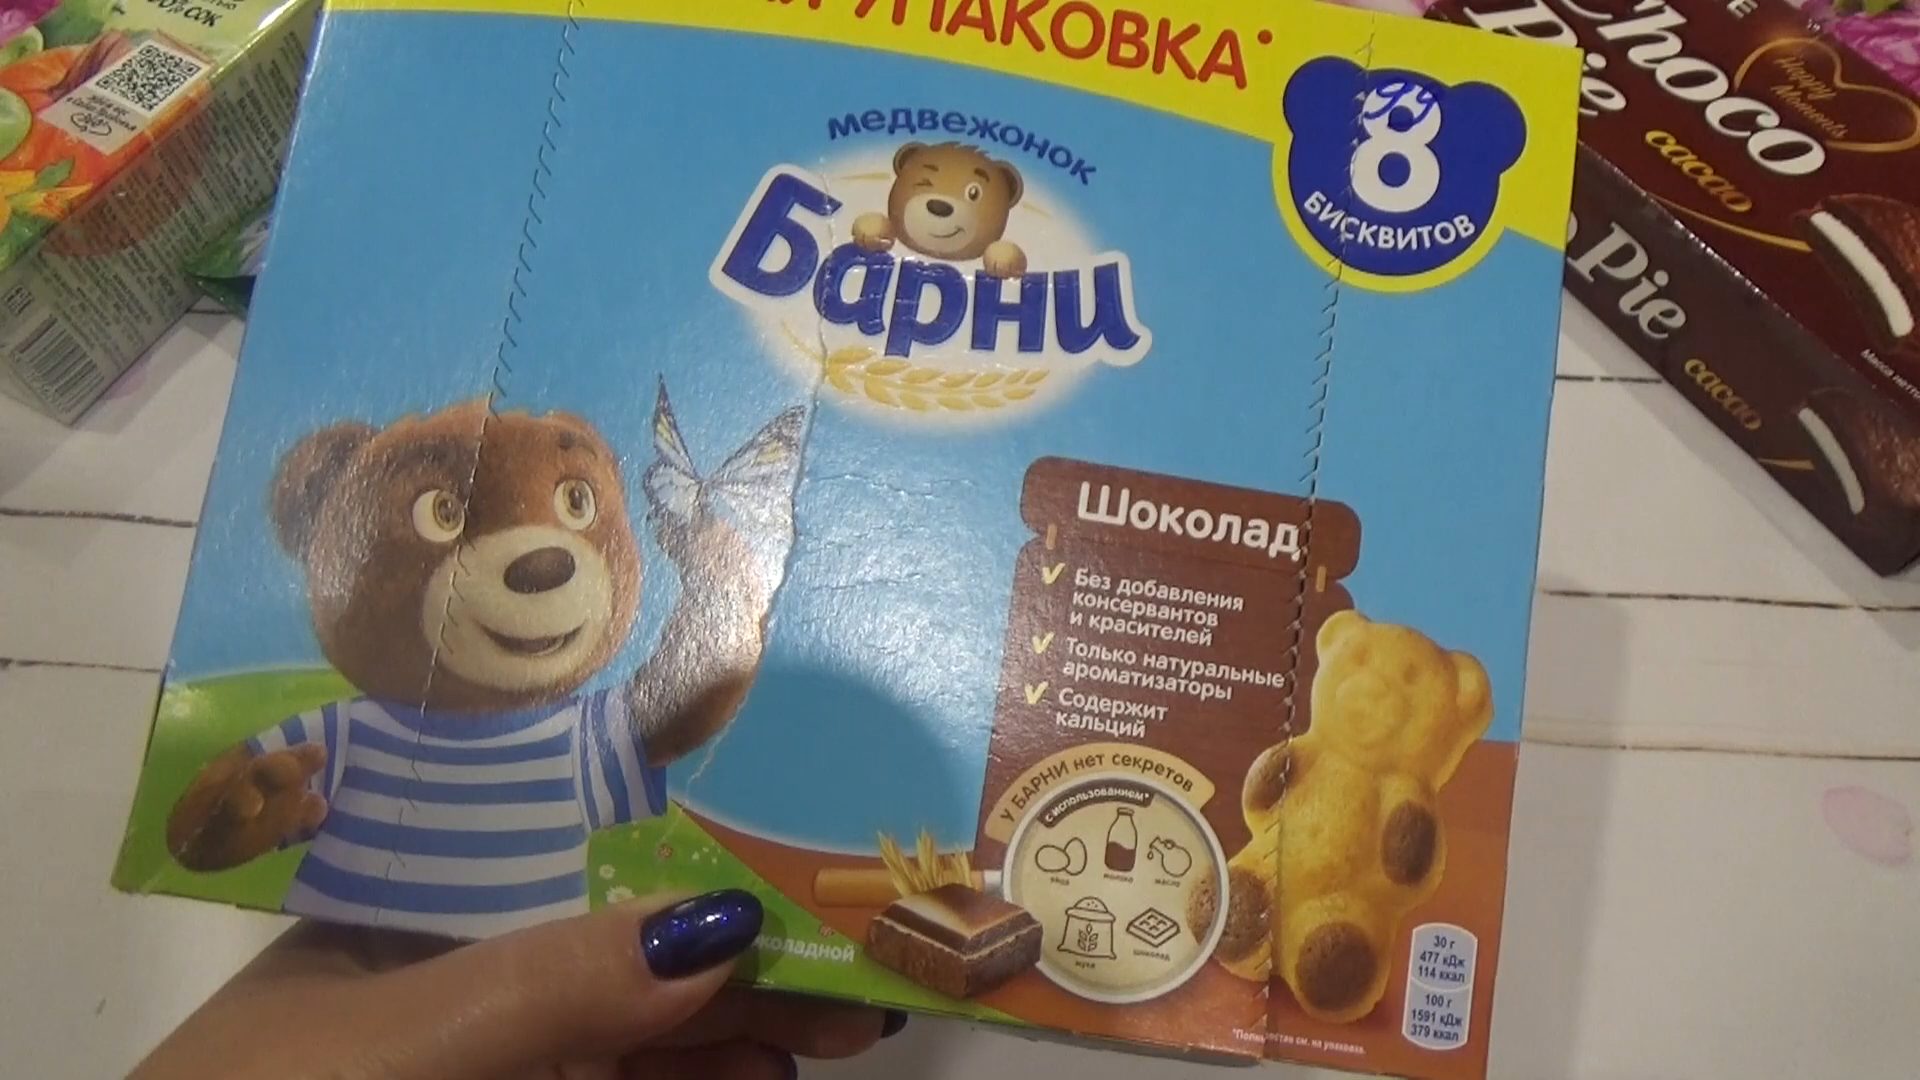 УПАКОВКА*
МЕДВЕЖОНОК
Барни
8
БИСКВИТОВ
Шоколад
Без добавления
консервантов
и красителей
Только натуральные
ароматизаторы
Содержит
кальций
У БАРНИ нет секретов
с использованием*
яйца
молоко
масло
мука
шоколад
30 г
477 кДж
114 ккал
100 г
1591 кДж
379 ккал
СОК
Choco
Pie
Happy
Moments
cacao
Pie
cacao